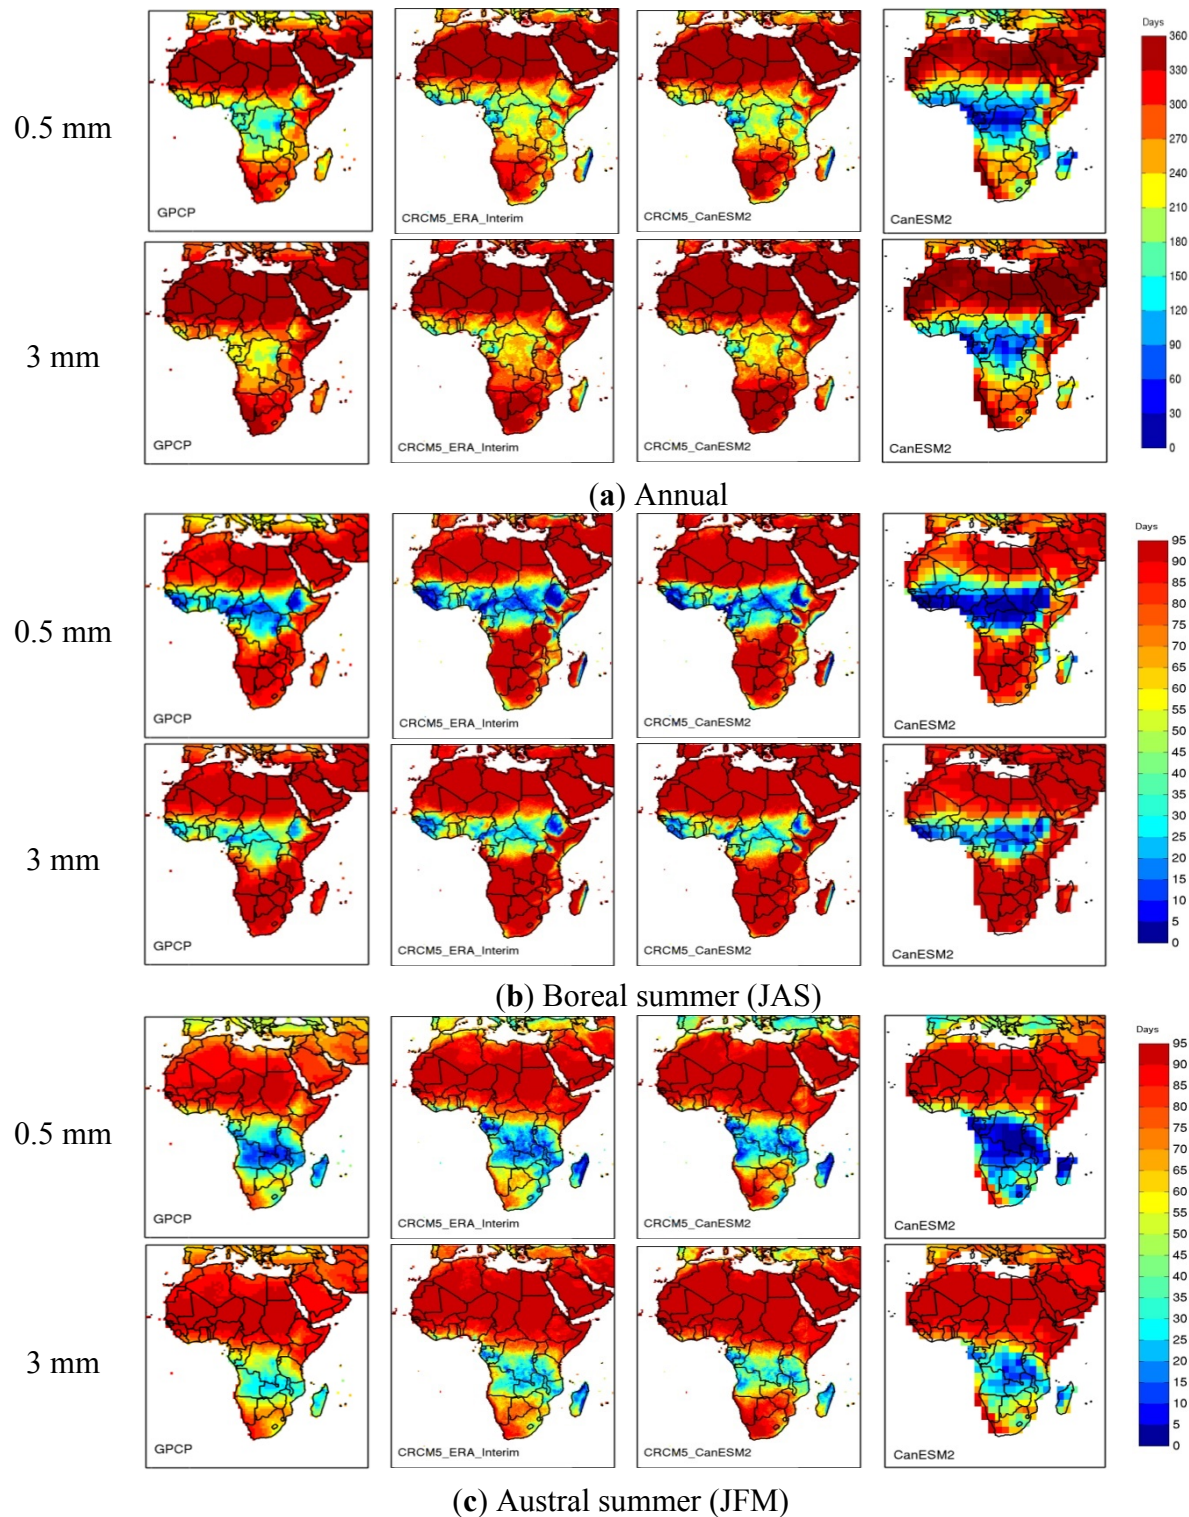 Days
360
330
300
270
240
210
180
150
120
90
60
30
0
0.5 mm
GPCP
CRCM5_ERA_Interim
CRCM5_CanESM2
CanESM2
3 mm
GPCP
CRCM5_ERA_Interim
CRCM5_CanESM2
CanESM2
(a) Annual
Days
95
90
85
80
75
70
65
60
55
50
45
40
35
30
25
20
15
10
5
0
0.5 mm
GPCP
CRCM5_ERA_Interim
CRCM5_CanESM2
CanESM2
3 mm
GPCP
CRCM5_ERA_Interim
CRCM5_CanESM2
CanESM2
(b) Boreal summer (JAS)
Days
95
90
85
80
75
70
65
60
55
50
45
40
35
30
25
20
15
10
5
0
0.5 mm
GPCP
CRCM5_ERA_Interim
CRCM5_CanESM2
CanESM2
3 mm
GPCP
CRCM5_ERA_Interim
CRCM5_CanESM2
CanESM2
(c) Austral summer (JFM)